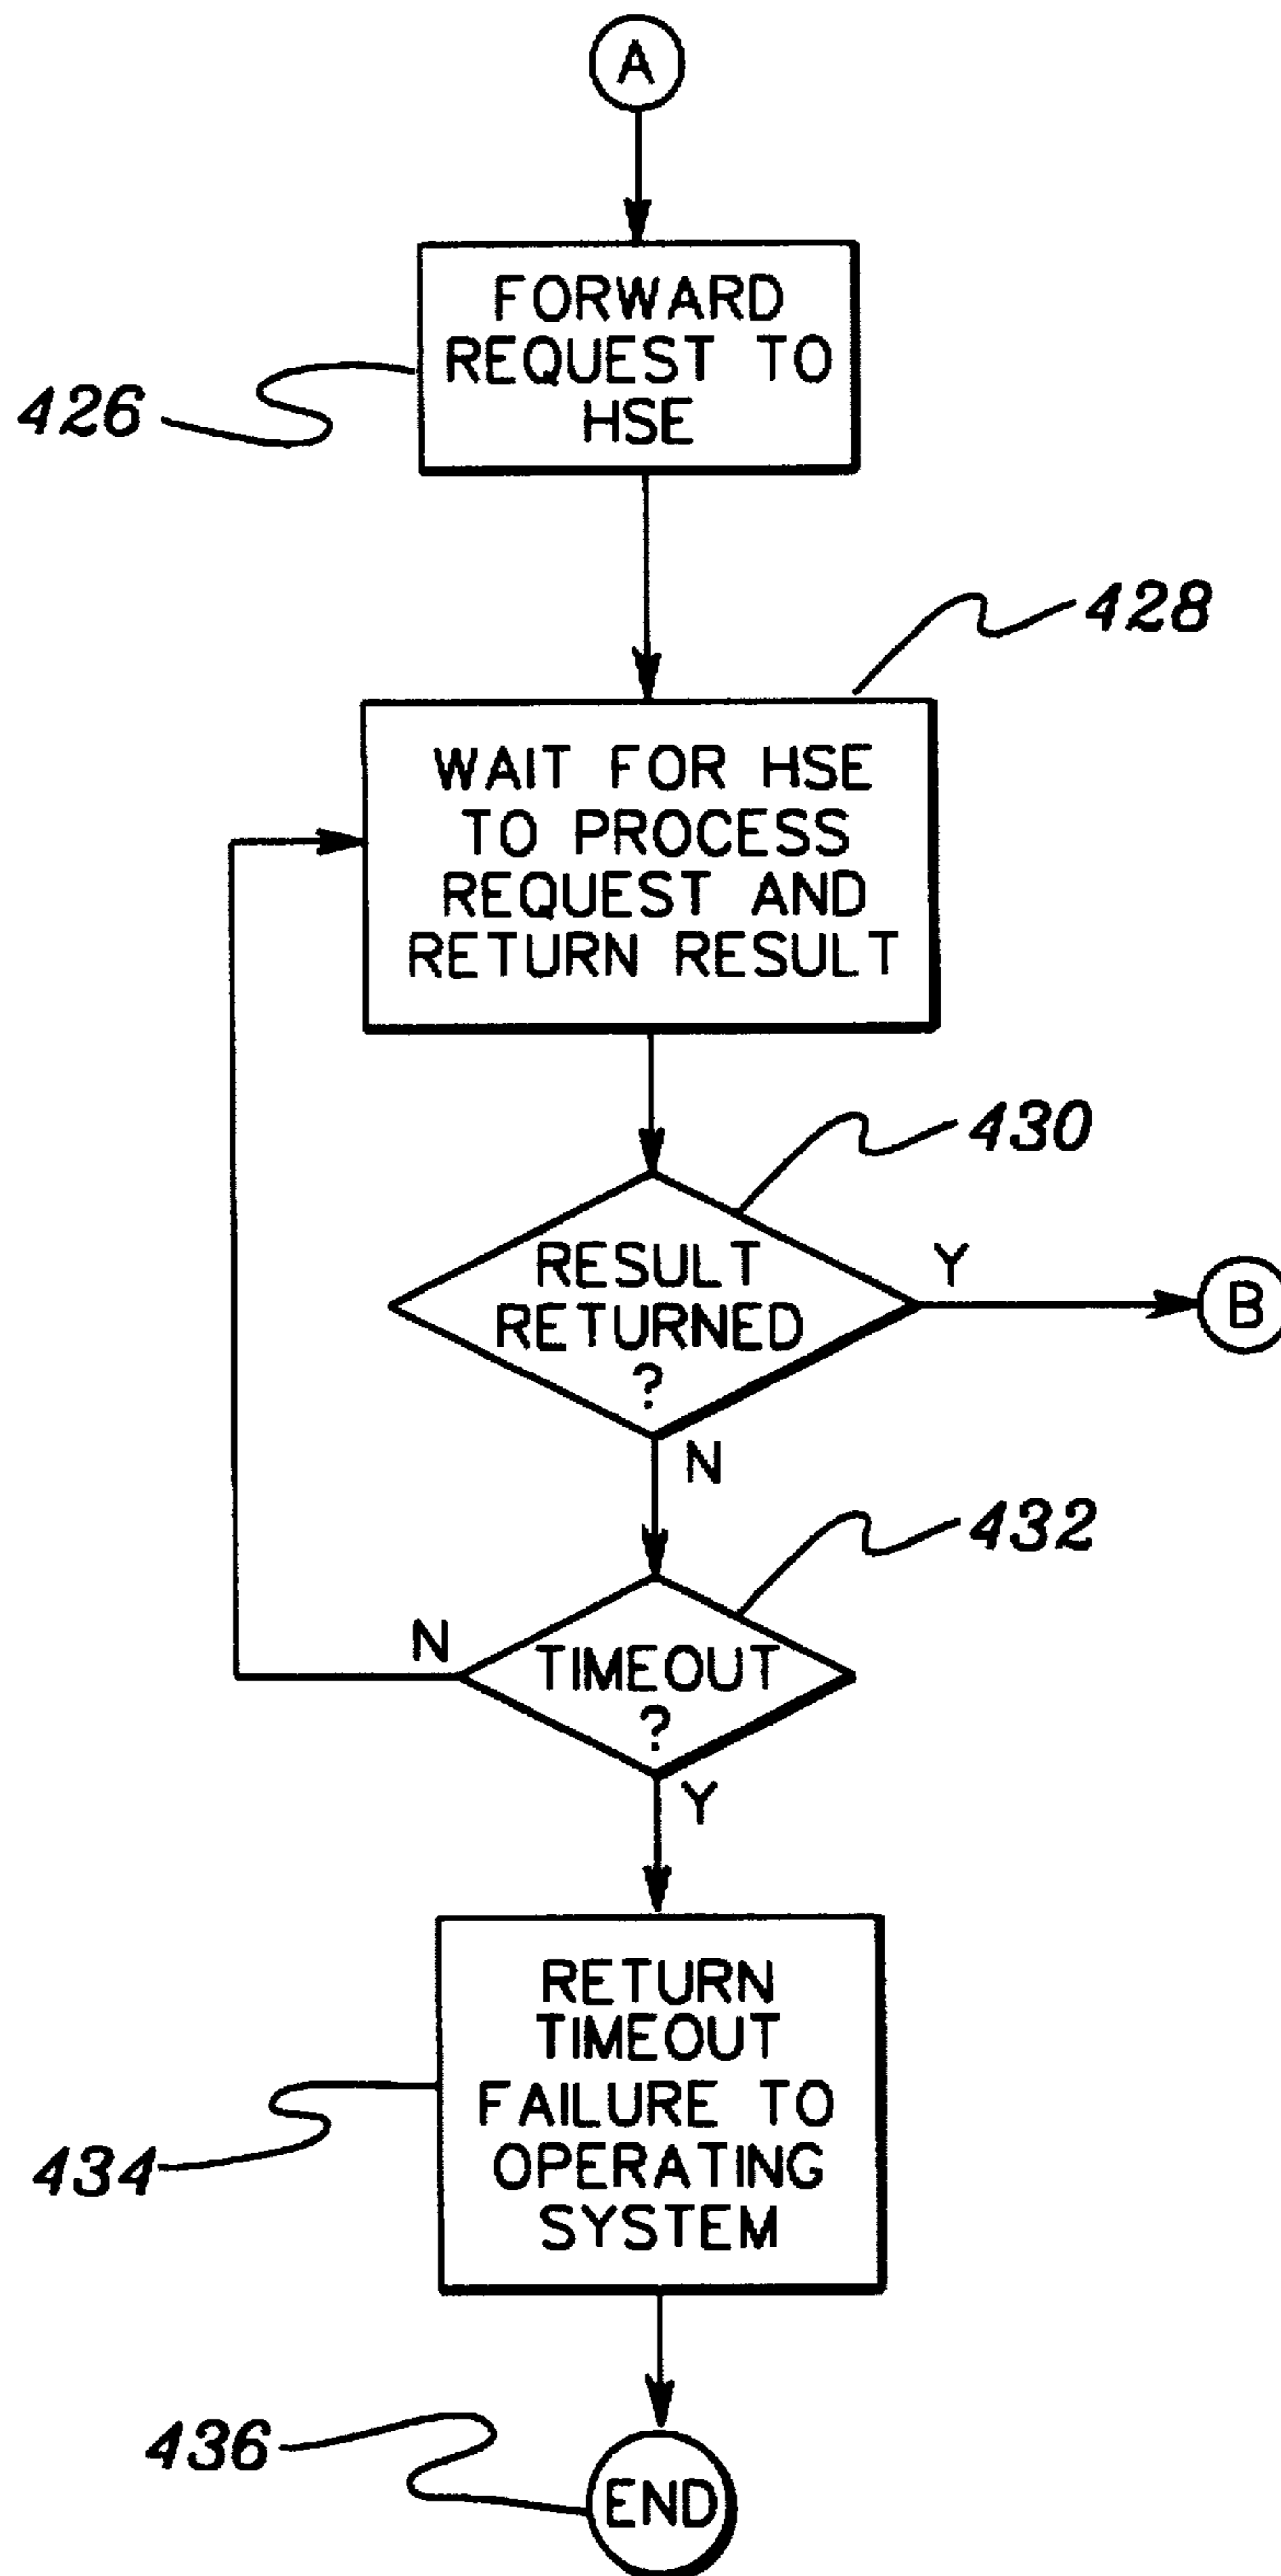 A
FORWARD
REQUEST TO
HSE
426
428
WAIT FOR HSE
TO PROCESS
REQUEST AND
RETURN RESULT
430
RESULT
RETURNED
?
Y
B
N
432
TIMEOUT
?
N
Y
RETURN
TIMEOUT
FAILURE TO
OPERATING
SYSTEM
434
436
END